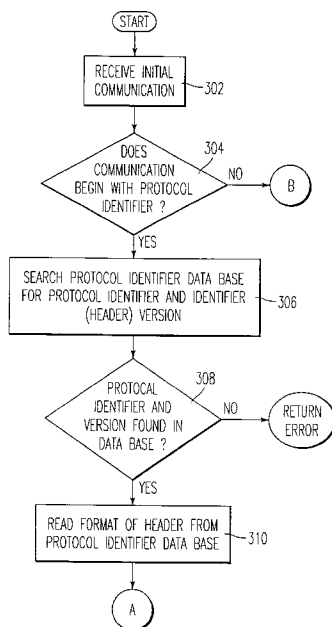 START
RECEIVE INITIAL
COMMUNICATION
302
DOES
COMMUNICATION
BEGIN WITH PROTOCOL
IDENTIFIER ?
304
NO
B
YES
SEARCH PROTOCOL IDENTIFIER DATA BASE
FOR PROTOCOL IDENTIFIER AND IDENTIFIER
(HEADER) VERSION
306
PROTOCAL
IDENTIFIER AND
VERSION FOUND IN
DATA BASE ?
308
NO
RETURN
ERROR
YES
READ FORMAT OF HEADER FROM
PROTOCOL IDENTIFIER DATA BASE
310
A